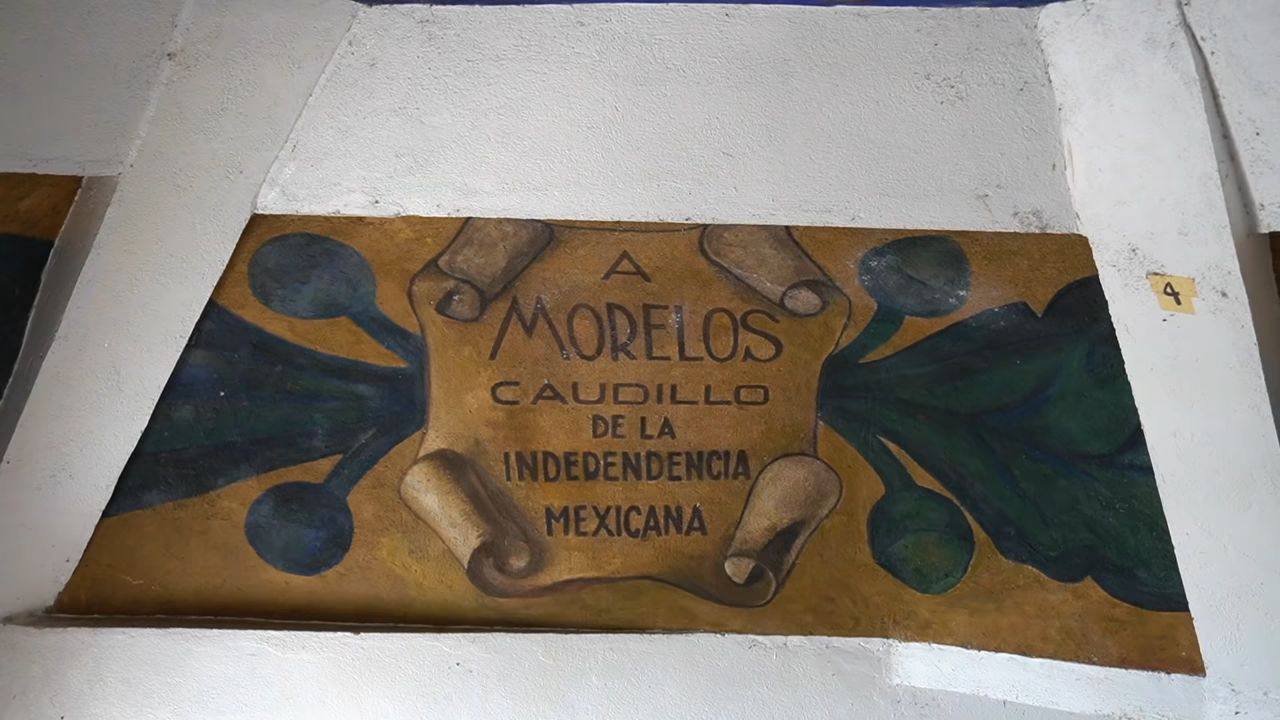 A
MORELOS
CAUDILLO
DE LA
INDEDENDENCIA
MEXICANA
4